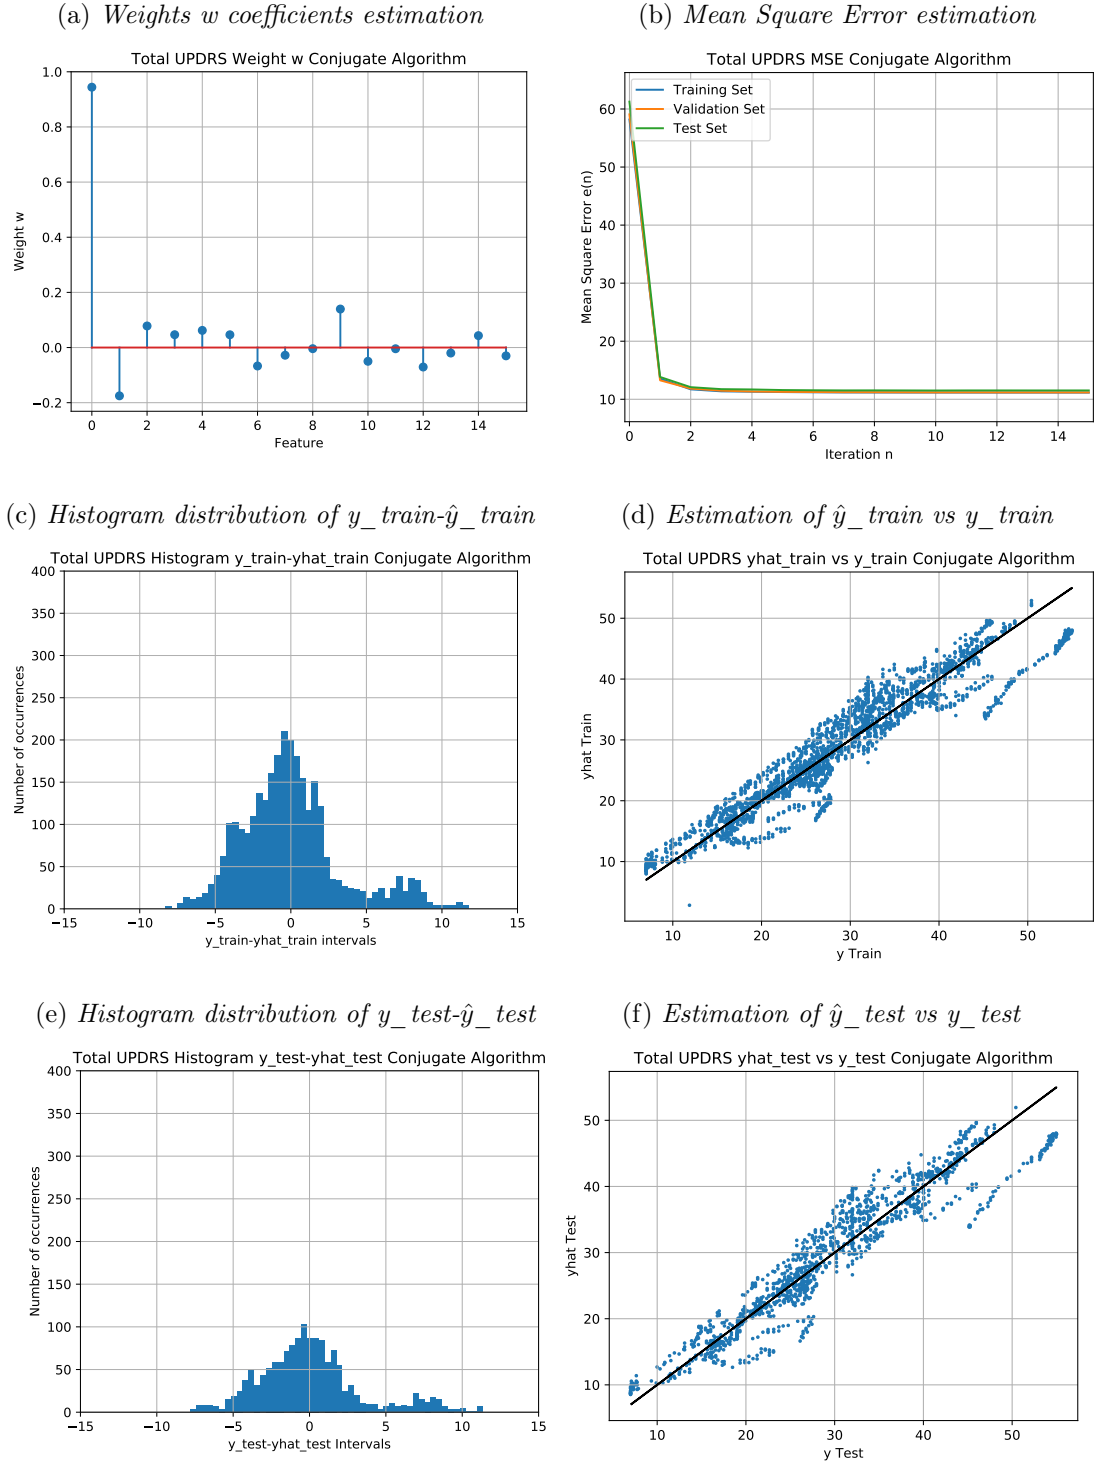 (a) Weights w coefficients estimation
Total UPDRS Weight w Conjugate Algorithm
1.0
0.8
0.6
0.4
0.2
0.0
−0.2
Weight w
0 2 4 6 8 10 12 14
Feature
(b) Mean Square Error estimation
Total UPDRS MSE Conjugate Algorithm
Training Set
Validation Set
Test Set
60
50
40
30
20
10
Mean Square Error e(n)
0 2 4 6 8 10 12 14
Iteration n
(c) Histogram distribution of y_train-ŷ_train
Total UPDRS Histogram y_train-yhat_train Conjugate Algorithm
400
350
300
250
200
150
100
50
0
Number of occurrences
−15 −10 −5 0 5 10 15
y_train-yhat_train intervals
(d) Estimation of ŷ_train vs y_train
Total UPDRS yhat_train vs y_train Conjugate Algorithm
50
40
30
20
10
yhat Train
10 20 30 40 50
y Train
(e) Histogram distribution of y_test-ŷ_test
Total UPDRS Histogram y_test-yhat_test Conjugate Algorithm
400
350
300
250
200
150
100
50
0
Number of occurrences
−15 −10 −5 0 5 10 15
y_test-yhat_test Intervals
(f) Estimation of ŷ_test vs y_test
Total UPDRS yhat_test vs y_test Conjugate Algorithm
50
40
30
20
10
yhat Test
10 20 30 40 50
y Test